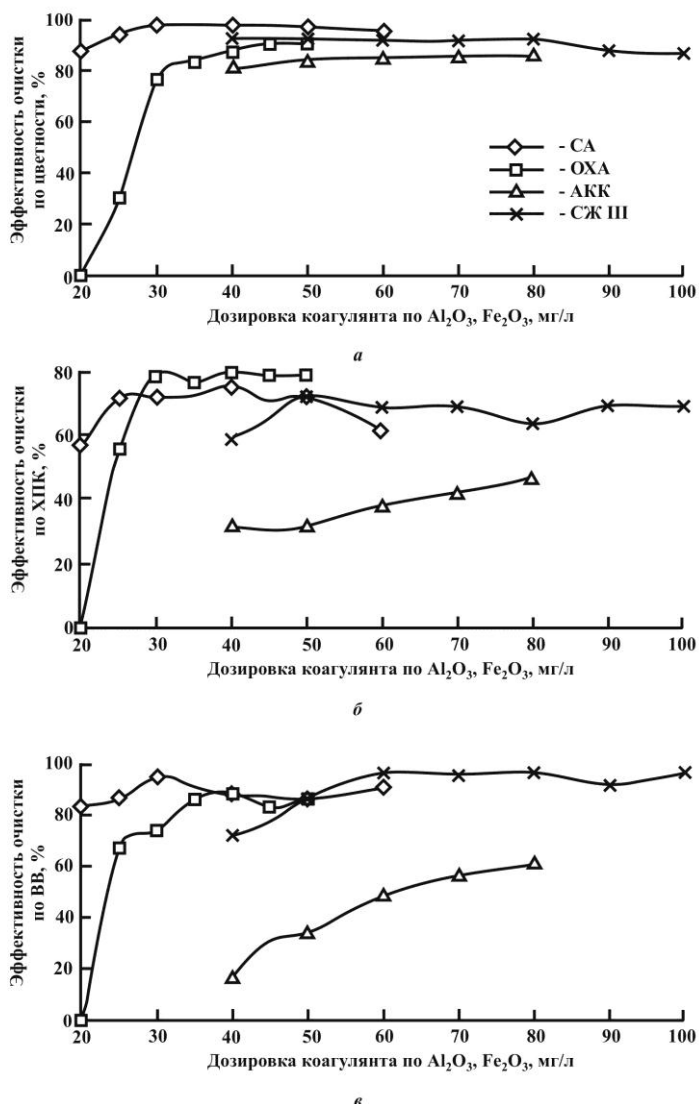 Эффективность очистки
по цветности, %
100
80
60
40
20
0
- СА
- ОХА
- АКК
- СЖ III
20 30 40 50 60 70 80 90 100
Дозировка коагулянта по Al₂O₃, Fe₂O₃, мг/л
а
Эффективность очистки
по ХПК, %
80
60
40
20
0
20 30 40 50 60 70 80 90 100
Дозировка коагулянта по Al₂O₃, Fe₂O₃, мг/л
б
Эффективность очистки
по ВВ, %
100
80
60
40
20
0
20 30 40 50 60 70 80 90 100
Дозировка коагулянта по Al₂O₃, Fe₂O₃, мг/л
в